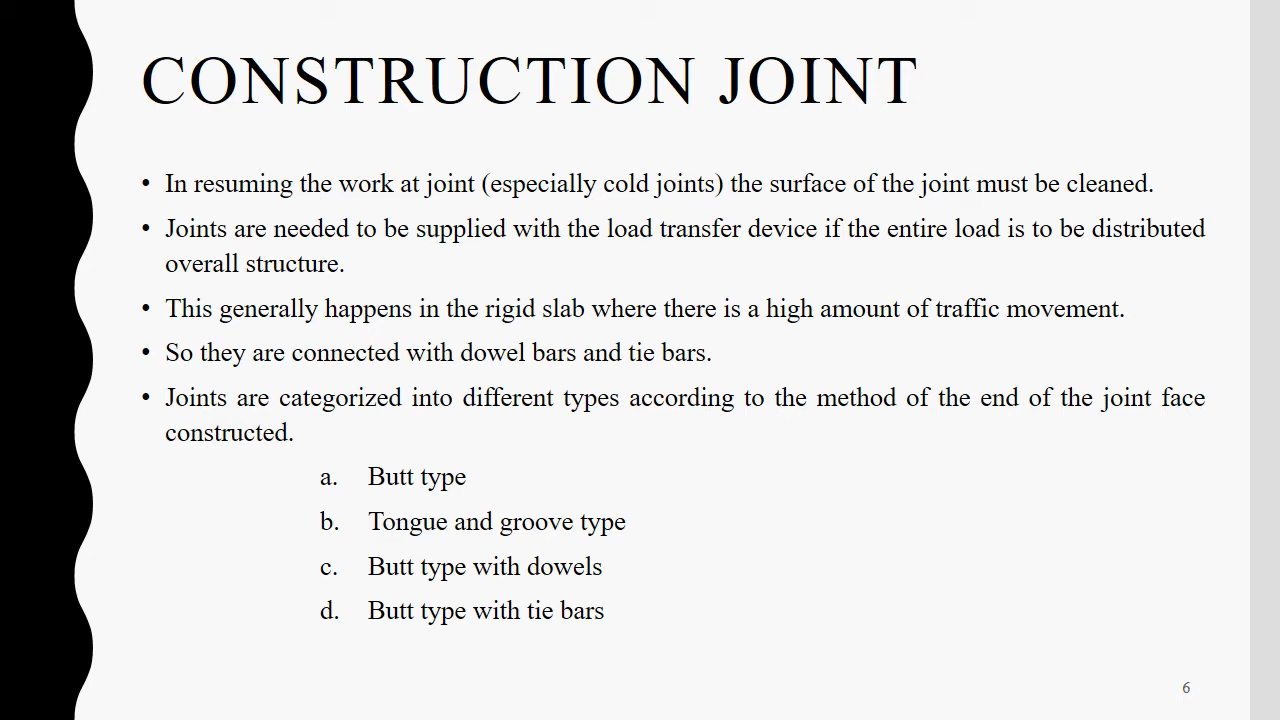 CONSTRUCTION JOINT
• In resuming the work at joint (especially cold joints) the surface of the joint must be cleaned.
• Joints are needed to be supplied with the load transfer device if the entire load is to be distributed
overall structure.
• This generally happens in the rigid slab where there is a high amount of traffic movement.
• So they are connected with dowel bars and tie bars.
• Joints are categorized into different types according to the method of the end of the joint face
constructed.
a. Butt type
b. Tongue and groove type
c. Butt type with dowels
d. Butt type with tie bars
6